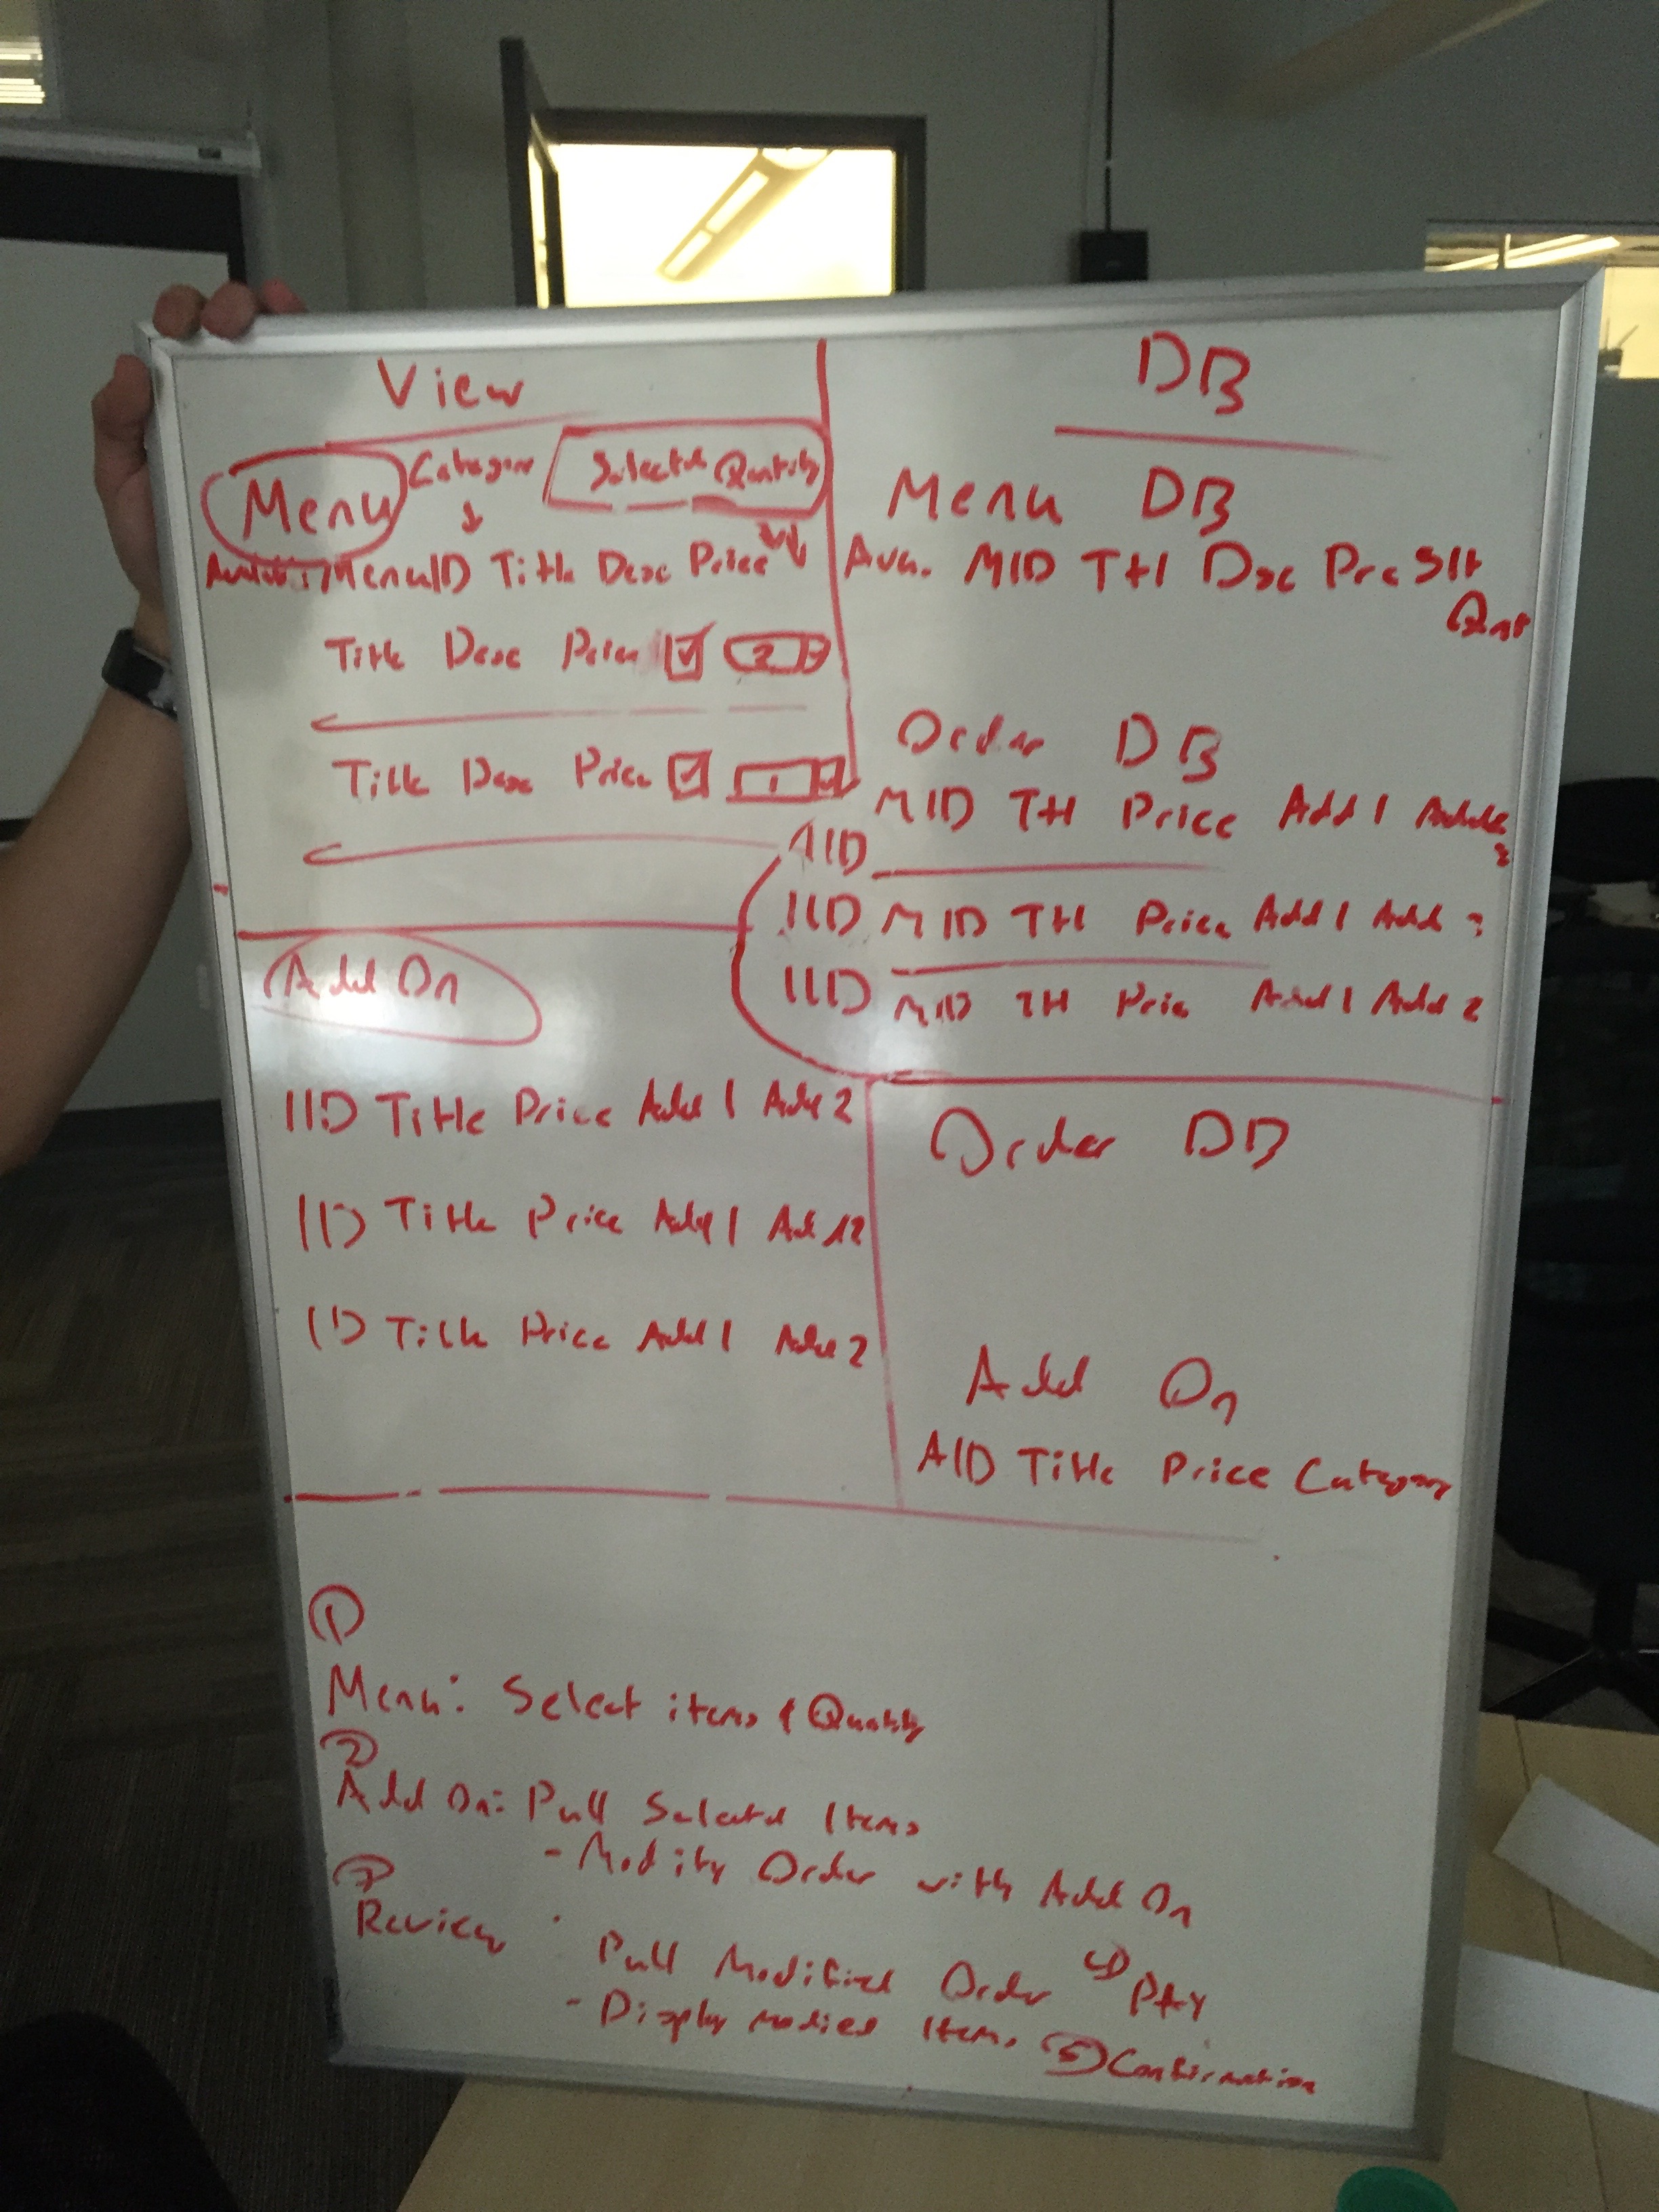 View
Menu Category Selected Quantity
MenuID Title Desc Price
Title Desc Price 2
Title Desc Price 1
DB
Menu DB
Ava. MID Ttl Dsc Prc Slt
Qnt
Order DB
MID Ttl Price Add 1 Add
2
AID
IID MID Ttl Price Add 1 Add 2
IID MID Ttl Price Add 1 Add 2
Add On
IID Title Price Add 1 Add 2
IID Title Price Add 1 Add 2
IID Title Price Add 1 Add 2
Order DB
Add On
AID Title Price Category
1
Menu: Select items & Quantity
2
Add On: Pull Selected Items
- Modify Order with Add On
3
Review : Pull Modified Order 4 PAY
- Display modied Items 5 Confirmation